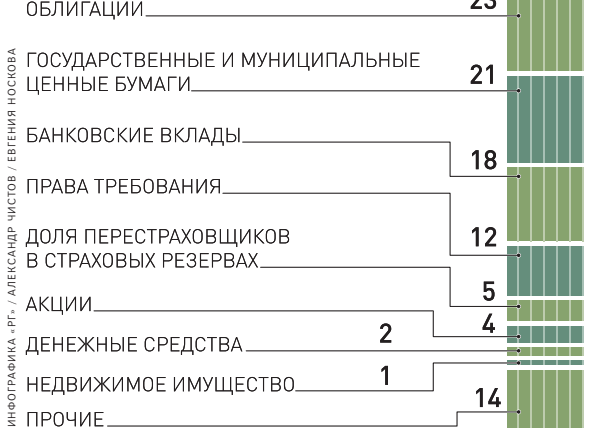 ОБЛИГАЦИИ 23
ГОСУДАРСТВЕННЫЕ И МУНИЦИПАЛЬНЫЕ
ЦЕННЫЕ БУМАГИ 21
БАНКОВСКИЕ ВКЛАДЫ 18
ПРАВА ТРЕБОВАНИЯ 12
ДОЛЯ ПЕРЕСТРАХОВЩИКОВ
В СТРАХОВЫХ РЕЗЕРВАХ 5
АКЦИИ 4
ДЕНЕЖНЫЕ СРЕДСТВА 2
НЕДВИЖИМОЕ ИМУЩЕСТВО 1
ПРОЧИЕ 14
ИНФОГРАФИКА «РГ» / АЛЕКСАНДР ЧИСТОВ / ЕВГЕНИЯ НОСКОВА